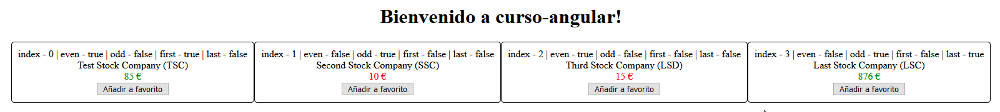 Bienvenido a curso-angular!
index - 0 | even - true | odd - false | first - true | last - false
Test Stock Company (TSC)
85 €
Añadir a favorito
index - 1 | even - false | odd - true | first - false | last - false
Second Stock Company (SSC)
10 €
Añadir a favorito
index - 2 | even - true | odd - false | first - false | last - false
Third Stock Company (LSD)
15 €
Añadir a favorito
index - 3 | even - false | odd - true | first - false | last - true
Last Stock Company (LSC)
876 €
Añadir a favorito